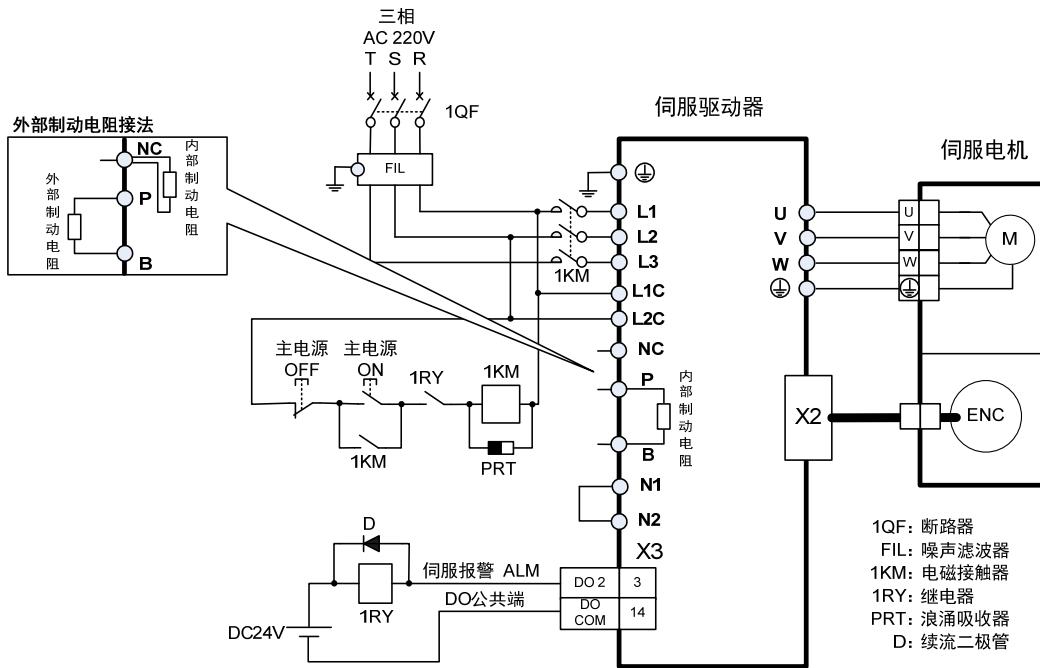 三相
AC 220V
T S R
1QF
FIL
外部制动电阻接法
NC
P
B
内部制动电阻
外部制动电阻
伺服驱动器
L1
L2
L3
1KM
L1C
L2C
NC
P
B
内部制动电阻
N1
N2
X3
U
V
W
X2
伺服电机
U
V
W
M
ENC
主电源
OFF
主电源
ON
1RY
1KM
1KM
PRT
D
1RY
DC24V
伺服报警 ALM
DO公共端
DO 2
3
DO
COM
14
1QF：断路器
FIL：噪声滤波器
1KM：电磁接触器
1RY：继电器
PRT：浪涌吸收器
D：续流二极管